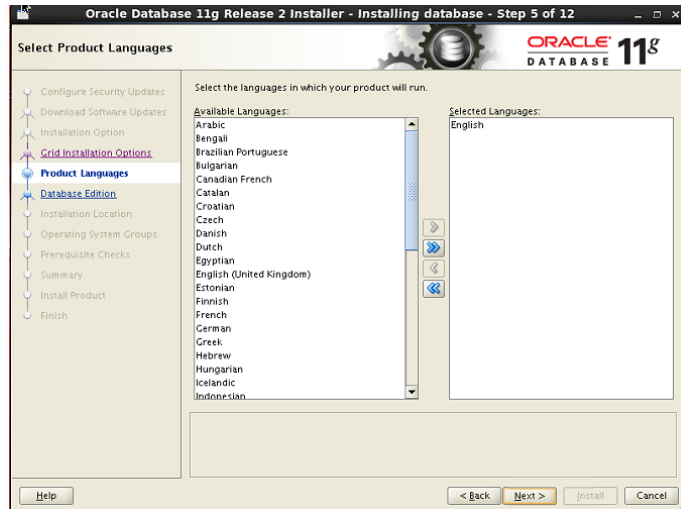 Oracle Database 11g Release 2 Installer - Installing database - Step 5 of 12
Select Product Languages
ORACLE
DATABASE
11g
Configure Security Updates
Download Software Updates
Installation Option
Grid Installation Options
Product Languages
Database Edition
Installation Location
Operating System Groups
Prerequisite Checks
Summary
Install Product
Finish
Select the languages in which your product will run.
Available Languages:
Arabic
Bengali
Brazilian Portuguese
Bulgarian
Canadian French
Catalan
Croatian
Czech
Danish
Dutch
Egyptian
English (United Kingdom)
Estonian
Finnish
French
German
Greek
Hebrew
Hungarian
Icelandic
Indonesian
Selected Languages:
English
Help
< Back
Next >
Install
Cancel